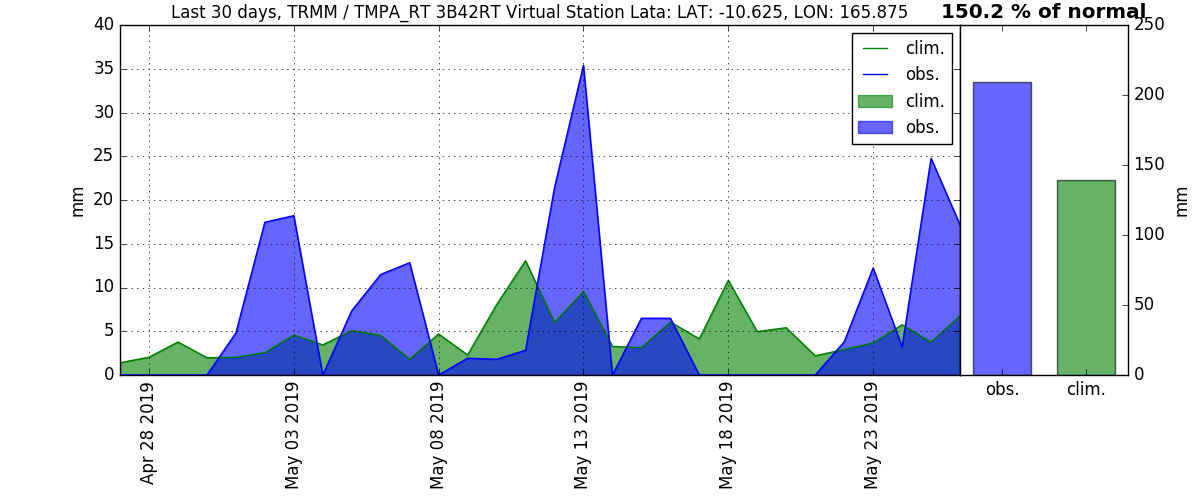 Last 30 days, TRMM / TMPA_RT 3B42RT Virtual Station Lata: LAT: -10.625, LON: 165.875
150.2 % of normal
40
35
30
25
20
15
10
5
0
mm
clim.
obs.
clim.
obs.
250
200
150
100
50
0
mm
Apr 28 2019
May 03 2019
May 08 2019
May 13 2019
May 18 2019
May 23 2019
obs.
clim.